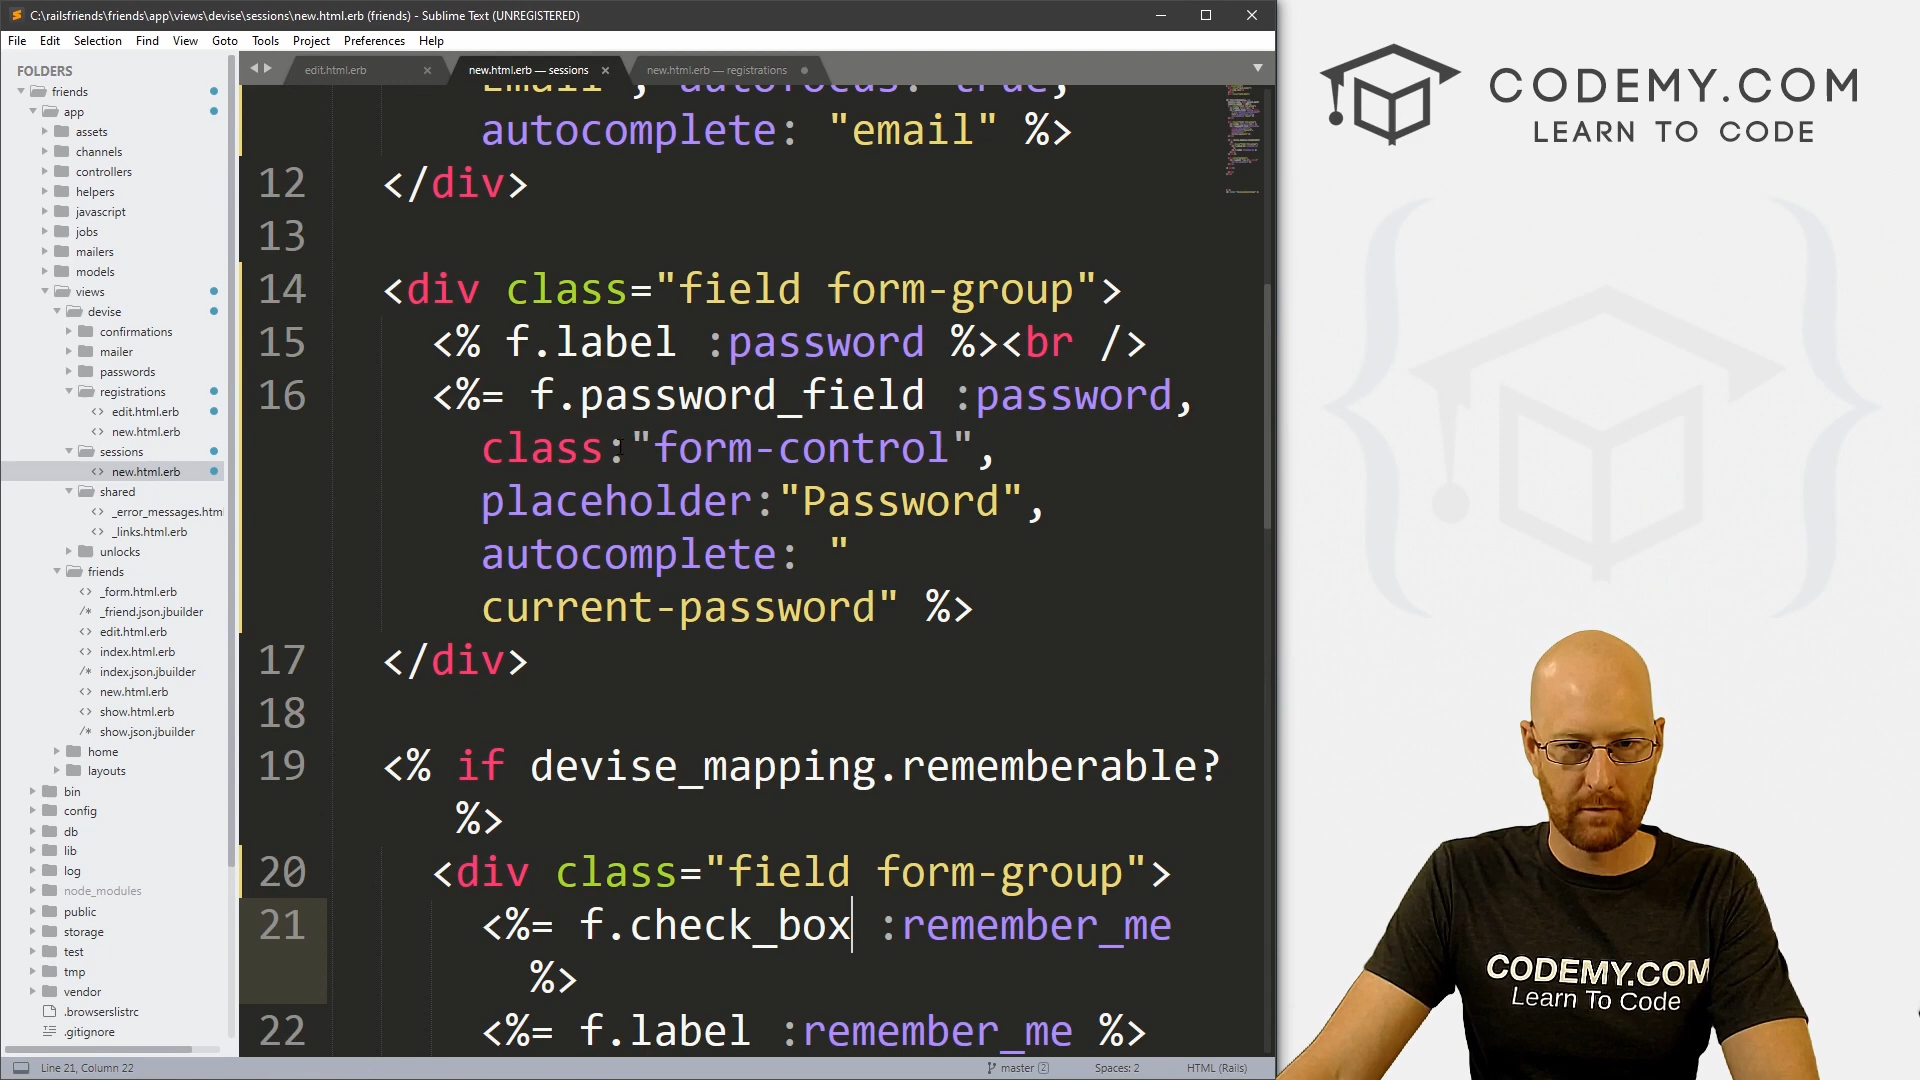 C:\railsfriends\friends\app\views\devise\sessions\new.html.erb (friends) - Sublime Text (UNREGISTERED)
File Edit Selection Find View Goto Tools Project Preferences Help
FOLDERS
friends
app
assets
channels
controllers
helpers
javascript
jobs
mailers
models
views
devise
confirmations
mailer
passwords
registrations
edit.html.erb
new.html.erb
sessions
new.html.erb
shared
_error_messages.htm
_links.html.erb
unlocks
friends
_form.html.erb
_friend.json.jbuilder
edit.html.erb
index.html.erb
index.json.jbuilder
new.html.erb
show.html.erb
show.json.jbuilder
home
layouts
bin
config
db
lib
log
node_modules
public
storage
test
tmp
vendor
.browserslistrc
.gitignore
edit.html.erb new.html.erb — sessions new.html.erb — registrations
Email", autofocus: true,
autocomplete: "email" %>
12 </div>
13
14 <div class="field form-group">
15 <% f.label :password %><br />
16 <%= f.password_field :password,
class:"form-control",
placeholder:"Password",
autocomplete: "
current-password" %>
17 </div>
18
19 <% if devise_mapping.rememberable?
%>
20 <div class="field form-group">
21 <%= f.check_box :remember_me
%>
22 <%= f.label :remember_me %>
Line 21, Column 22 master 2 Spaces: 2 HTML (Rails)
CODEMY.COM
LEARN TO CODE
CODEMY.COM
Learn To Code